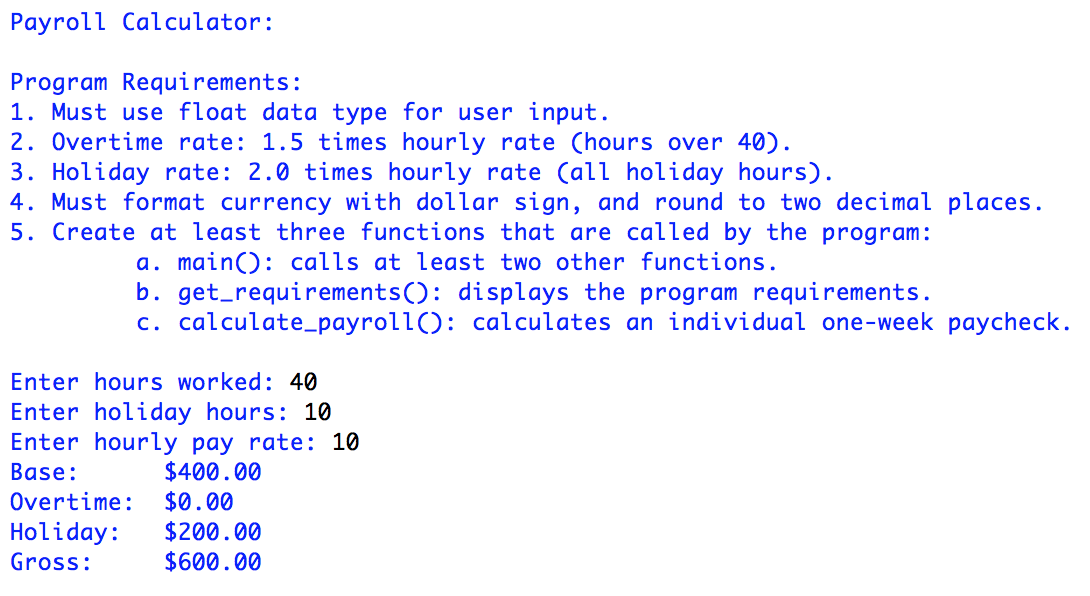 Payroll Calculator:
Program Requirements:
1. Must use float data type for user input.
2. Overtime rate: 1.5 times hourly rate (hours over 40).
3. Holiday rate: 2.0 times hourly rate (all holiday hours).
4. Must format currency with dollar sign, and round to two decimal places.
5. Create at least three functions that are called by the program:
a. main(): calls at least two other functions.
b. get_requirements(): displays the program requirements.
c. calculate_payroll(): calculates an individual one-week paycheck.
Enter hours worked: 40
Enter holiday hours: 10
Enter hourly pay rate: 10
Base: $400.00
Overtime: $0.00
Holiday: $200.00
Gross: $600.00